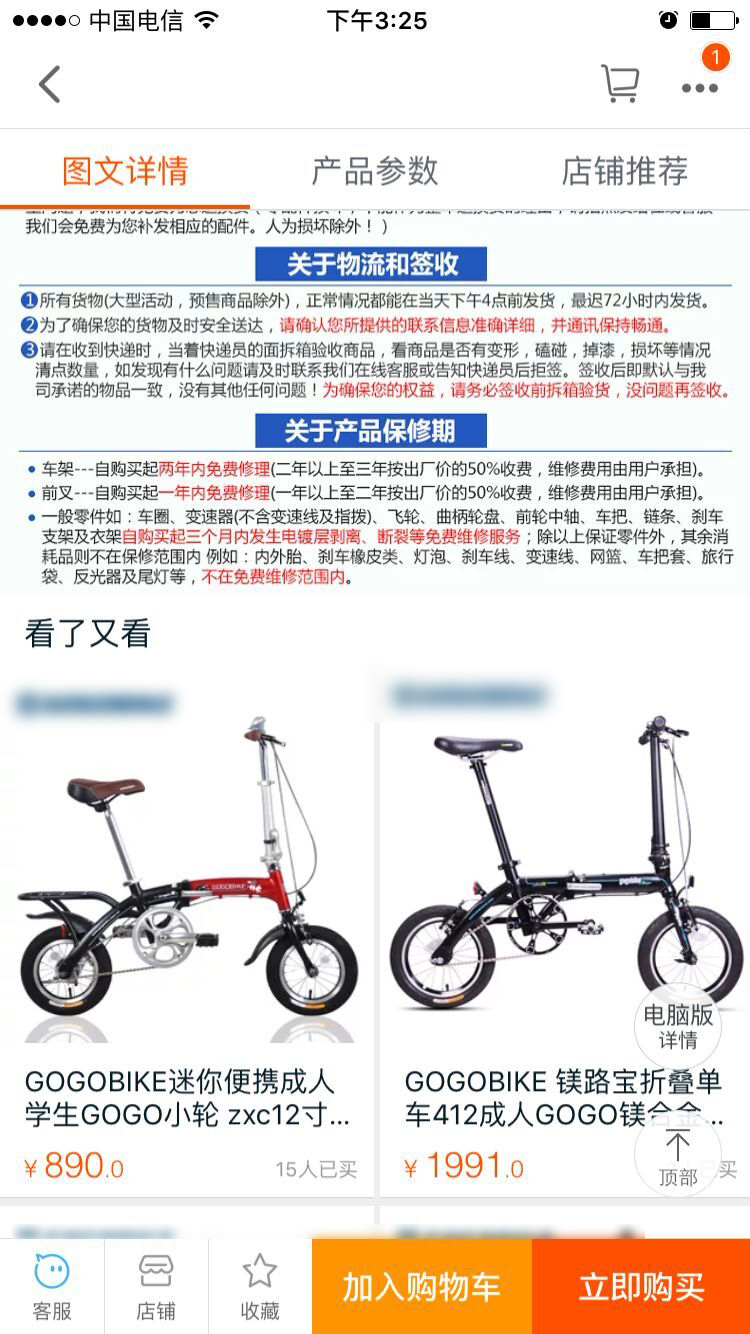 中国电信
下午3:25
1
图文详情
产品参数
店铺推荐
我们会免费为您补发相应的配件。人为损坏除外！）
关于物流和签收
1所有货物(大型活动，预售商品除外)，正常情况都能在当天下午4点前发货，最迟72小时内发货。
2为了确保您的货物及时安全送达，请确认您所提供的联系信息准确详细，并通讯保持畅通。
3请在收到快递时，当着快递员的面拆箱验收商品，看商品是否有变形，磕碰，掉漆，损坏等情况
清点数量，如发现有什么问题请及时联系我们在线客服或告知快递员后拒签。签收后即默认与我
司承诺的物品一致，没有其他任何问题！为确保您的权益，请务必签收前拆箱验货，没问题再签收。
关于产品保修期
• 车架---自购买起两年内免费修理(二年以上至三年按出厂价的50%收费，维修费用由用户承担)。
• 前叉---自购买起一年内免费修理(一年以上至二年按出厂价的50%收费，维修费用由用户承担)。
• 一般零件如：车圈、变速器(不含变速线及指拨)、飞轮、曲柄轮盘、前轮中轴、车把、链条、刹车
支架及衣架自购买起三个月内发生电镀层剥离、断裂等免费维修服务；除以上保证零件外，其余消
耗品则不在保修范围内 例如：内外胎、刹车橡皮类、灯泡、刹车线、变速线、网篮、车把套、旅行
袋、反光器及尾灯等，不在免费维修范围内。
看了又看
GOGOBIKE
电脑版
详情
GOGOBIKE迷你便携成人
学生GOGO小轮 zxc12寸...
¥ 890.0
15人已买
GOGOBIKE 镁路宝折叠单
车412成人GOGO镁合金...
¥ 1991.0
已买
顶部
客服
店铺
收藏
加入购物车
立即购买